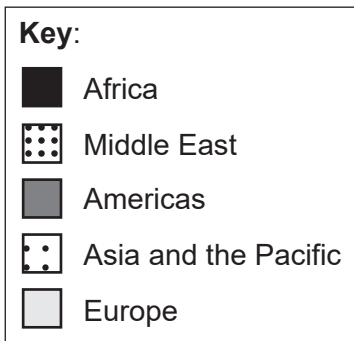 Key:
Africa
Middle East
Americas
Asia and the Pacific
Europe